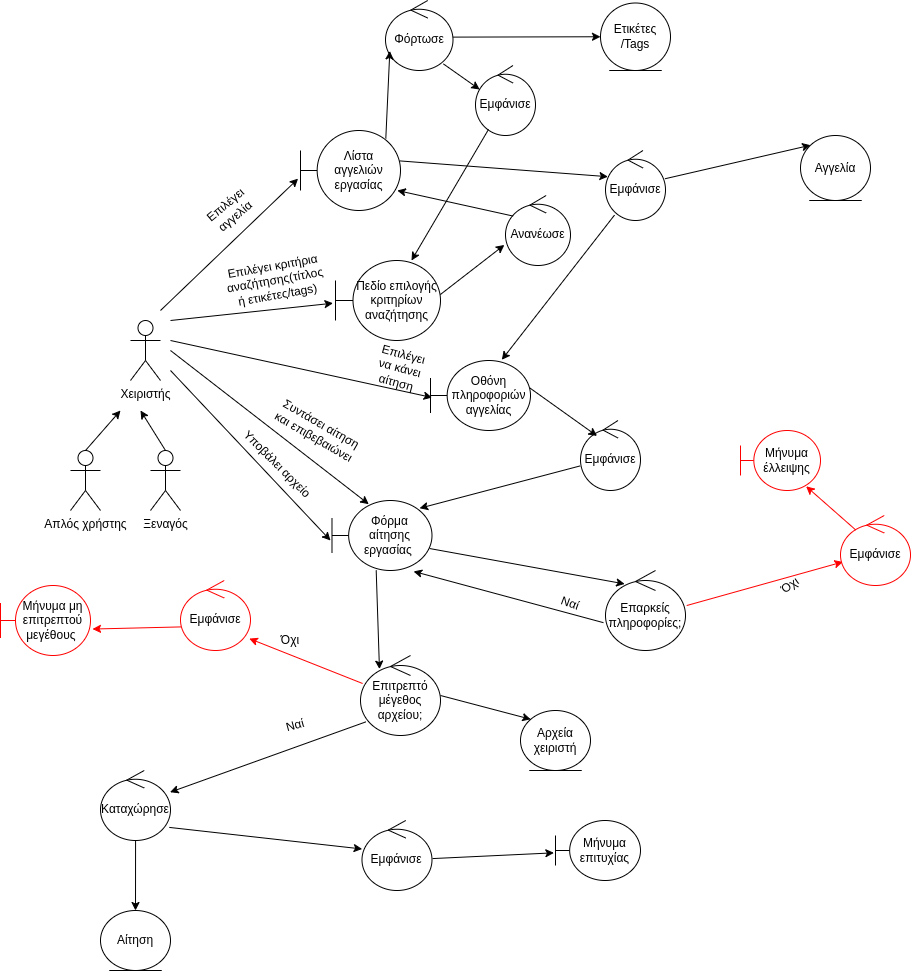 Φόρτωσε
Ετικέτες
/Tags
Εμφάνισε
Λίστα
αγγελιών
εργασίας
Εμφάνισε
Αγγελία
Επιλέγει
αγγελία
Ανανέωσε
Επιλέγει κριτήρια
αναζήτησης(τίτλος
ή ετικέτες/tags)
Πεδίο επιλογής
κριτηρίων
αναζήτησης
Χειριστής
Επιλέγει
να κάνει
αίτηση
Οθόνη
πληροφοριών
αγγελίας
Συντάσει αίτηση
και επιβεβαιώνει
Υποβάλει αρχείο
Εμφάνισε
Μήνυμα
έλλειψης
Απλός χρήστης
Ξεναγός
Φόρμα
αίτησης
εργασίας
Εμφάνισε
Όχι
Ναί
Επαρκείς
πληροφορίες;
Μήνυμα μη
επιτρεπτού
μεγέθους
Εμφάνισε
Όχι
Επιτρεπτό
μέγεθος
αρχείου;
Ναί
Αρχεία
χειριστή
Καταχώρησε
Εμφάνισε
Μήνυμα
επιτυχίας
Αίτηση